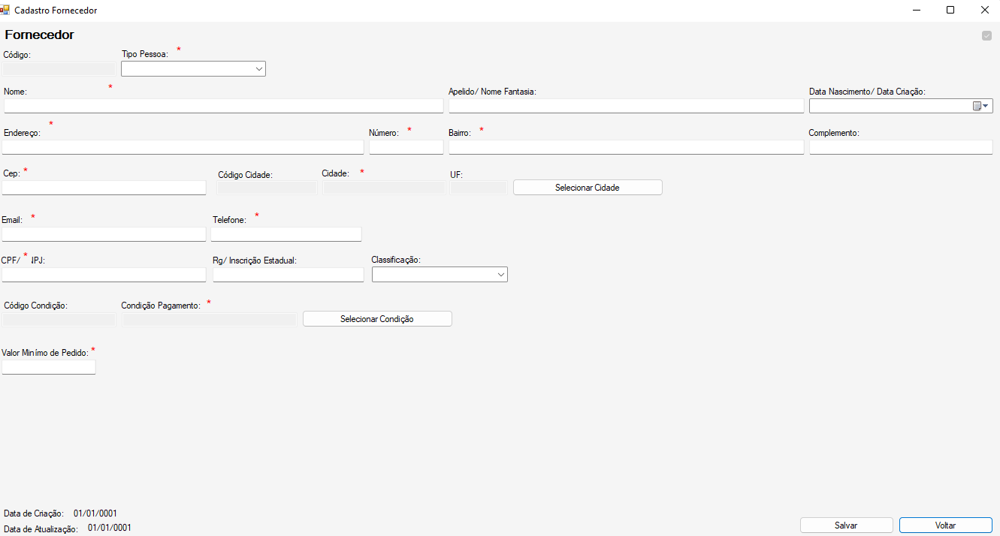 Cadastro Fornecedor
Fornecedor
Código: Tipo Pessoa: *
Nome: * Apelido/ Nome Fantasia: Data Nascimento/ Data Criação:
Endereço: * Número: * Bairro: * Complemento:
Cep: * Código Cidade: Cidade: * UF: Selecionar Cidade
Email: * Telefone: *
CPF/ * NPJ: Rg/ Inscrição Estadual: Classificação:
Código Condição: Condição Pagamento: * Selecionar Condição
Valor Minímo de Pedido: *
Data de Criação: 01/01/0001
Data de Atualização: 01/01/0001
Salvar Voltar